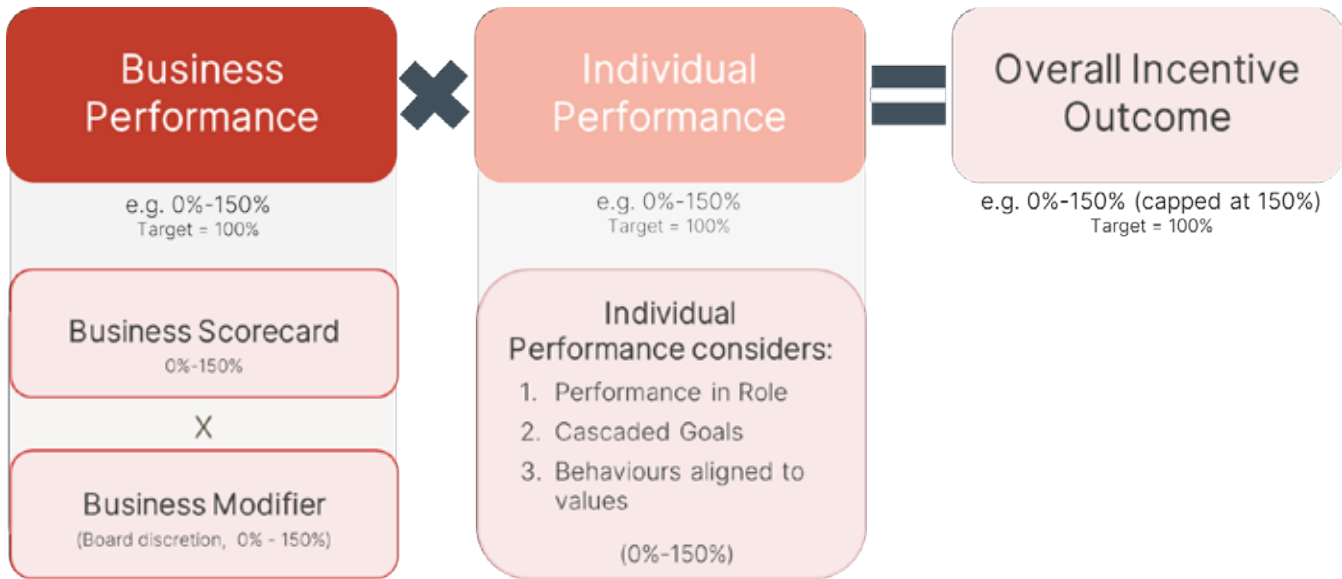 Business
Performance
e.g. 0%-150%
Target = 100%
Business Scorecard
0%-150%
X
Business Modifier
(Board discretion, 0% - 150%)
Individual
Performance
e.g. 0%-150%
Target = 100%
Individual
Performance considers:
1. Performance in Role
2. Cascaded Goals
3. Behaviours aligned to
values
(0%-150%)
Overall Incentive
Outcome
e.g. 0%-150% (capped at 150%)
Target = 100%